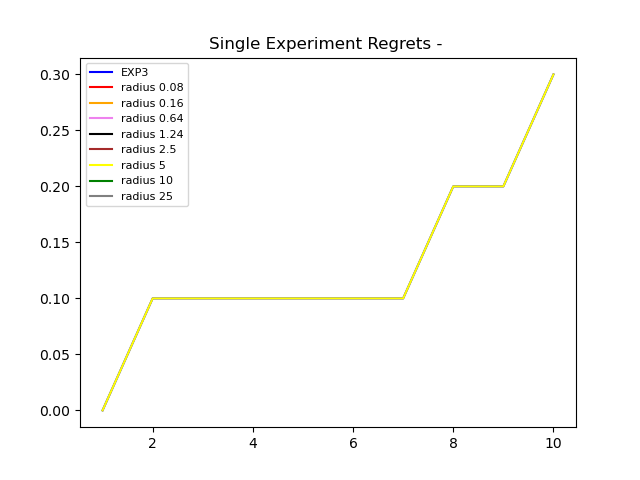 Single Experiment Regrets -
EXP3
radius 0.08
radius 0.16
radius 0.64
radius 1.24
radius 2.5
radius 5
radius 10
radius 25
0.30
0.25
0.20
0.15
0.10
0.05
0.00
2 4 6 8 10